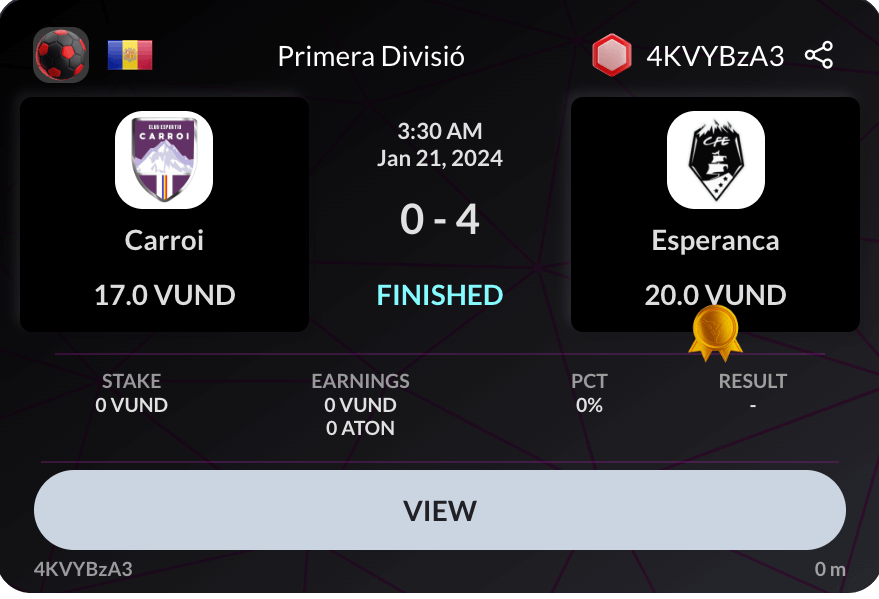 Primera Divisió
4KVYBzA3
CLUB ESPORTIU
CARROI
3:30 AM
Jan 21, 2024
CFE
0 - 4
Carroi
Esperanca
17.0 VUND
FINISHED
20.0 VUND
STAKE
0 VUND
EARNINGS
0 VUND
0 ATON
PCT
0%
RESULT
-
VIEW
4KVYBzA3
0 m